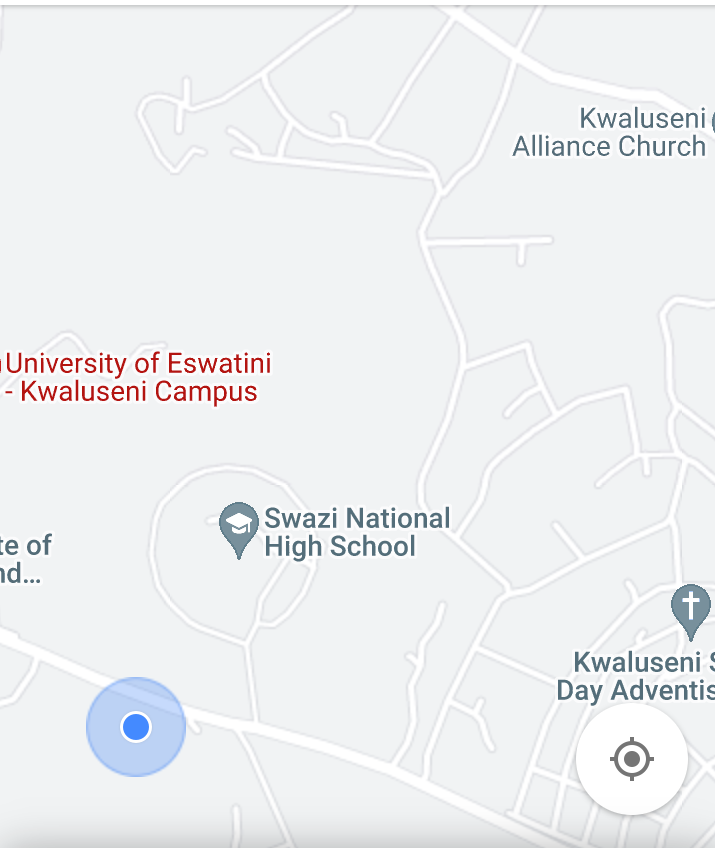 Kwaluseni
Alliance Church
University of Eswatini
- Kwaluseni Campus
Swazi National
High School
te of
nd...
Kwaluseni S
Day Adventis